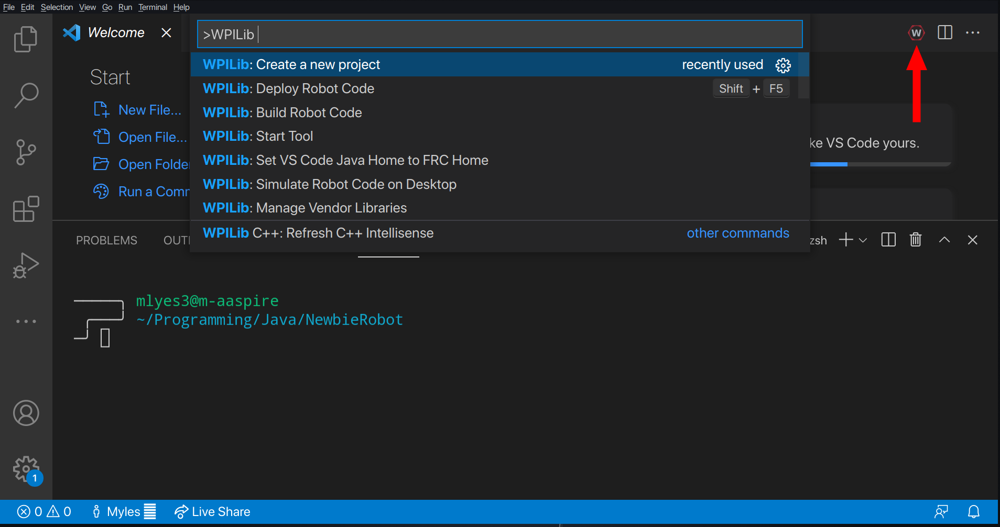 File Edit Selection View Go Run Terminal Help
Welcome
>WPILib
W
Start
New File...
Open File...
Open Folder
Run a Comm
WPILib: Create a new project recently used
WPILib: Deploy Robot Code Shift + F5
WPILib: Build Robot Code
WPILib: Start Tool
WPILib: Set VS Code Java Home to FRC Home
WPILib: Simulate Robot Code on Desktop
WPILib: Manage Vendor Libraries
WPILib C++: Refresh C++ Intellisense other commands
ke VS Code yours.
PROBLEMS OUT zsh
mlyes3@m-aaspire
~/Programming/Java/NewbieRobot
1
0 0 Myles Live Share